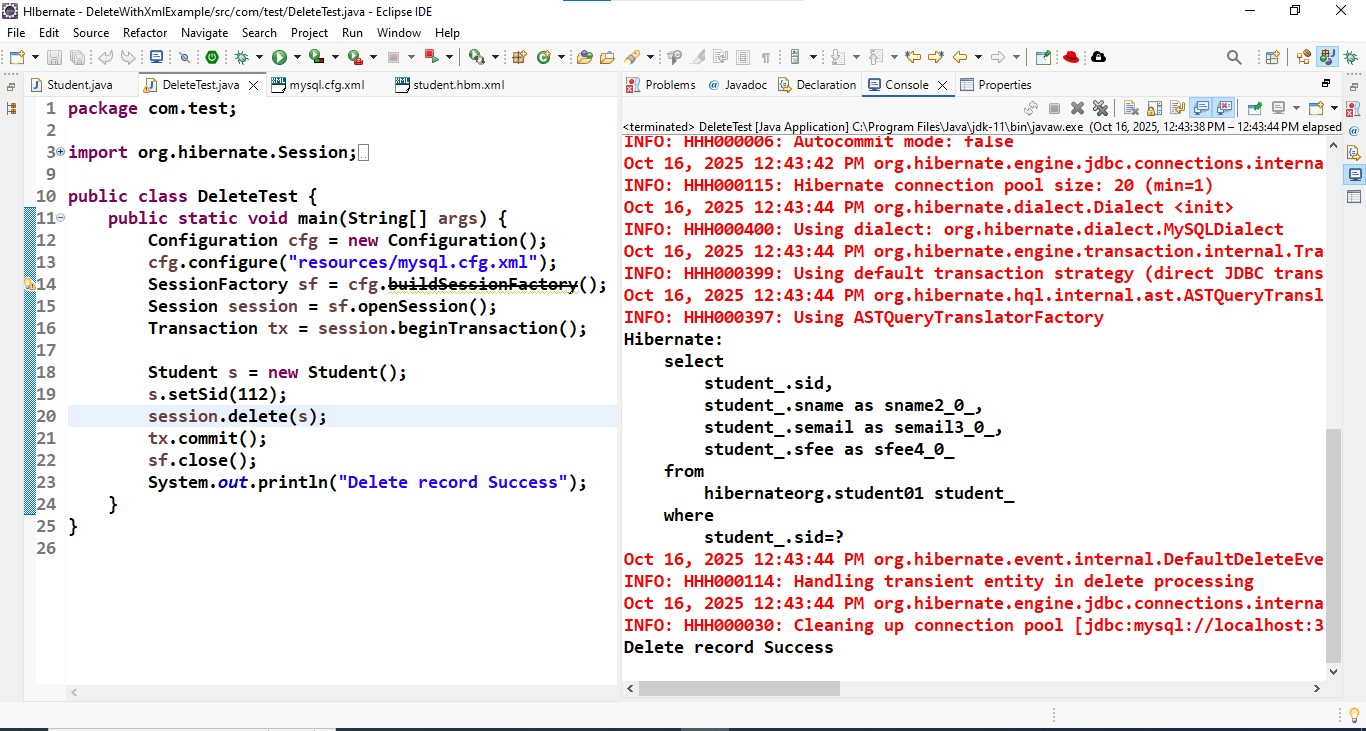 HIbernate - DeleteWithXmlExample/src/com/test/DeleteTest.java - Eclipse IDE
File Edit Source Refactor Navigate Search Project Run Window Help
Student.java DeleteTest.java mysql.cfg.xml student.hbm.xml
1 package com.test;
2
3 import org.hibernate.Session;
9
10 public class DeleteTest {
11 public static void main(String[] args) {
12 Configuration cfg = new Configuration();
13 cfg.configure("resources/mysql.cfg.xml");
14 SessionFactory sf = cfg.buildSessionFactory();
15 Session session = sf.openSession();
16 Transaction tx = session.beginTransaction();
17
18 Student s = new Student();
19 s.setSid(112);
20 session.delete(s);
21 tx.commit();
22 sf.close();
23 System.out.println("Delete record Success");
24 }
25 }
26
Problems @ Javadoc Declaration Console Properties
<terminated> DeleteTest [Java Application] C:\Program Files\Java\jdk-11\bin\javaw.exe (Oct 16, 2025, 12:43:38 PM – 12:43:44 PM elapsed
INFO: HHH000006: Autocommit mode: false
Oct 16, 2025 12:43:42 PM org.hibernate.engine.jdbc.connections.interna
INFO: HHH000115: Hibernate connection pool size: 20 (min=1)
Oct 16, 2025 12:43:44 PM org.hibernate.dialect.Dialect <init>
INFO: HHH000400: Using dialect: org.hibernate.dialect.MySQLDialect
Oct 16, 2025 12:43:44 PM org.hibernate.engine.transaction.internal.Tra
INFO: HHH000399: Using default transaction strategy (direct JDBC trans
Oct 16, 2025 12:43:44 PM org.hibernate.hql.internal.ast.ASTQueryTransl
INFO: HHH000397: Using ASTQueryTranslatorFactory
Hibernate:
select
student_.sid,
student_.sname as sname2_0_,
student_.semail as semail3_0_,
student_.sfee as sfee4_0_
from
hibernateorg.student01 student_
where
student_.sid=?
Oct 16, 2025 12:43:44 PM org.hibernate.event.internal.DefaultDeleteEve
INFO: HHH000114: Handling transient entity in delete processing
Oct 16, 2025 12:43:44 PM org.hibernate.engine.jdbc.connections.interna
INFO: HHH000030: Cleaning up connection pool [jdbc:mysql://localhost:3
Delete record Success